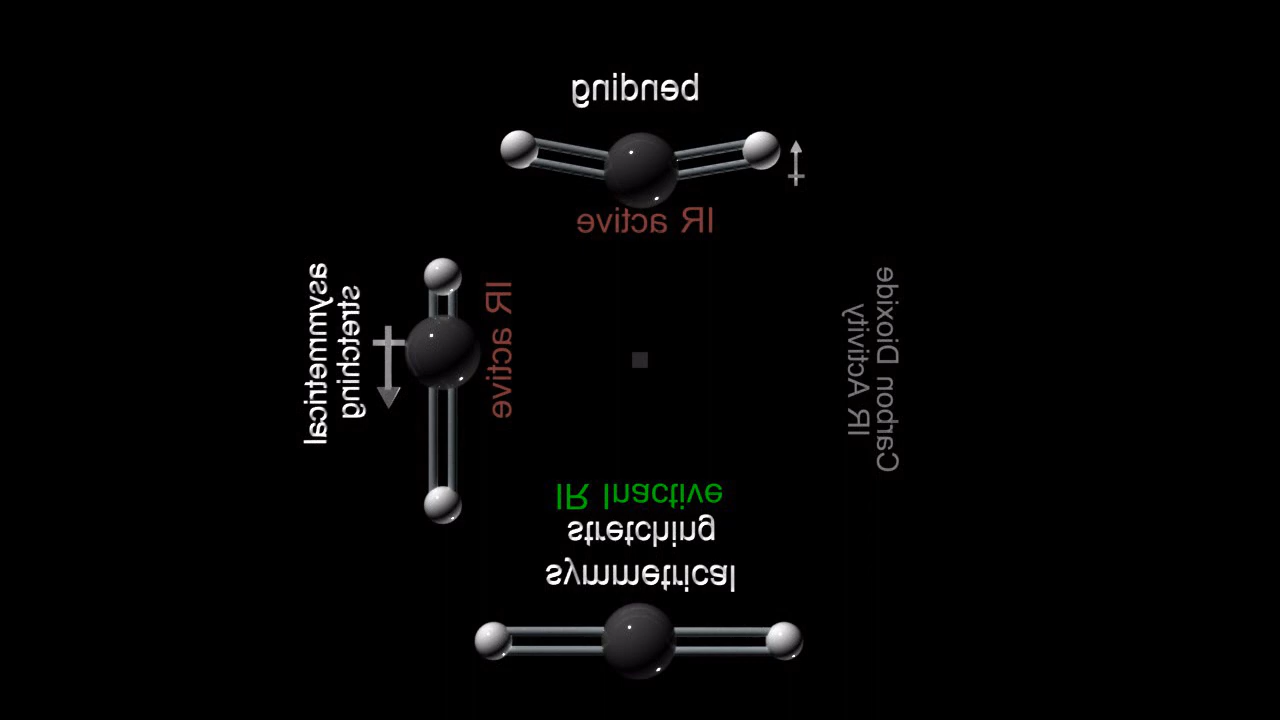 bending
IR active
asymmetrical
stretching
IR active
Carbon Dioxide
IR Activity
IR Inactive
stretching
symmetrical